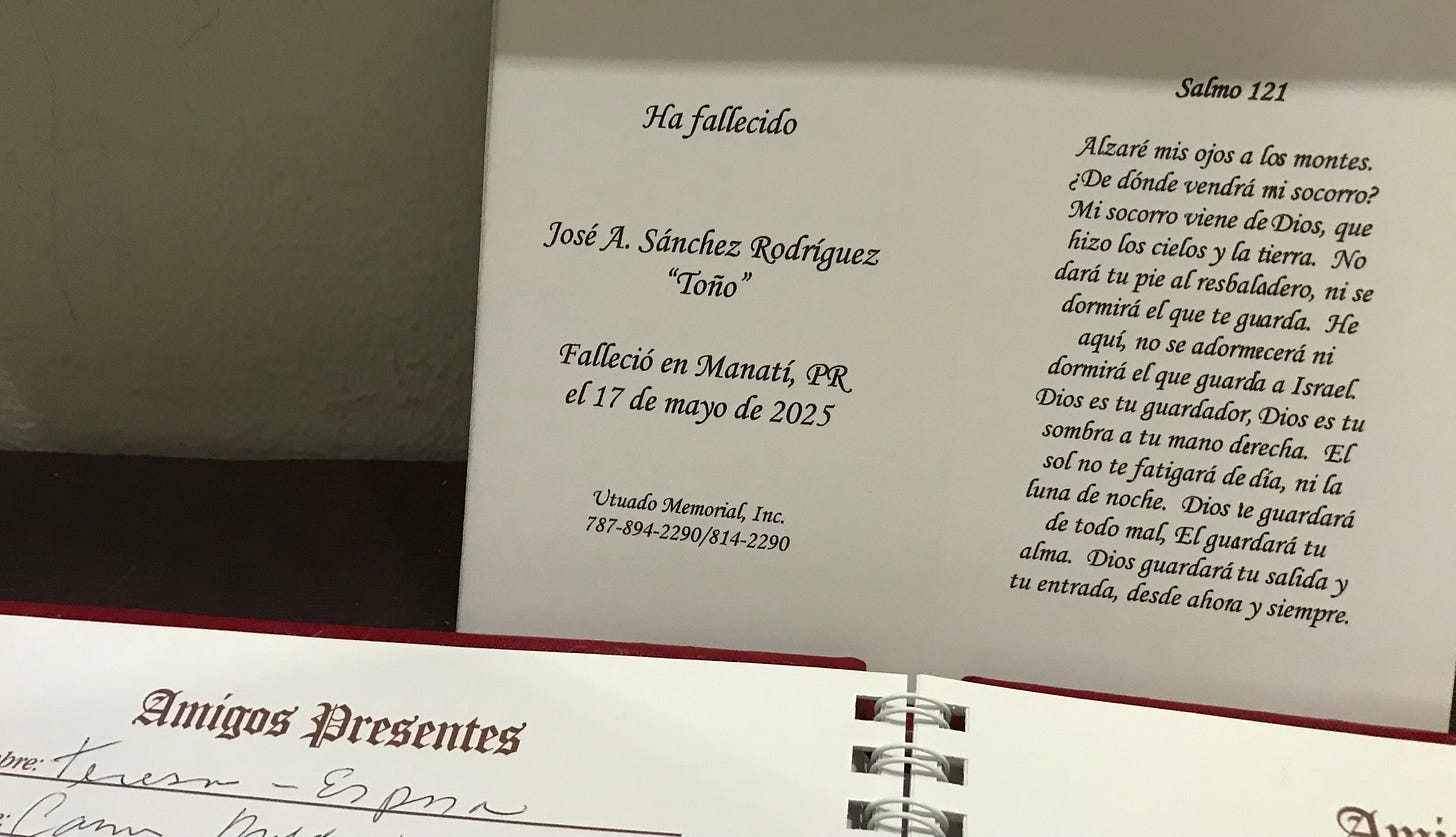 Ha fallecido
José A. Sánchez Rodríguez
"Toño"
Falleció en Manatí, PR
el 17 de mayo de 2025
Utuado Memorial, Inc.
787-894-2290/814-2290
Salmo 121
Alzaré mis ojos a los montes.
¿De dónde vendrá mi socorro?
Mi socorro viene de Dios, que
hizo los cielos y la tierra. No
dará tu pie al resbaladero, ni se
dormirá el que te guarda. He
aquí, no se adormecerá ni
dormirá el que guarda a Israel.
Dios es tu guardador, Dios es tu
sombra a tu mano derecha. El
sol no te fatigará de día, ni la
luna de noche. Dios te guardará
de todo mal, El guardará tu
alma. Dios guardará tu salida y
tu entrada, desde ahora y siempre.
Amigos Presentes
bre: Teresa - Esposa